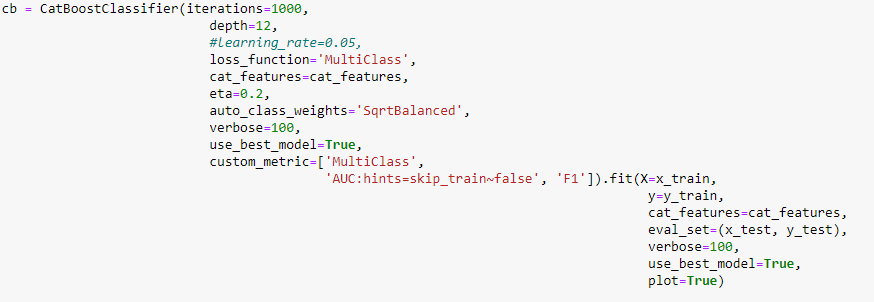 cb = CatBoostClassifier(iterations=1000,
depth=12,
#learning_rate=0.05,
loss_function='MultiClass',
cat_features=cat_features,
eta=0.2,
auto_class_weights='SqrtBalanced',
verbose=100,
use_best_model=True,
custom_metric=['MultiClass',
'AUC:hints=skip_train~false', 'F1']).fit(X=x_train,
y=y_train,
cat_features=cat_features,
eval_set=(x_test, y_test),
verbose=100,
use_best_model=True,
plot=True)